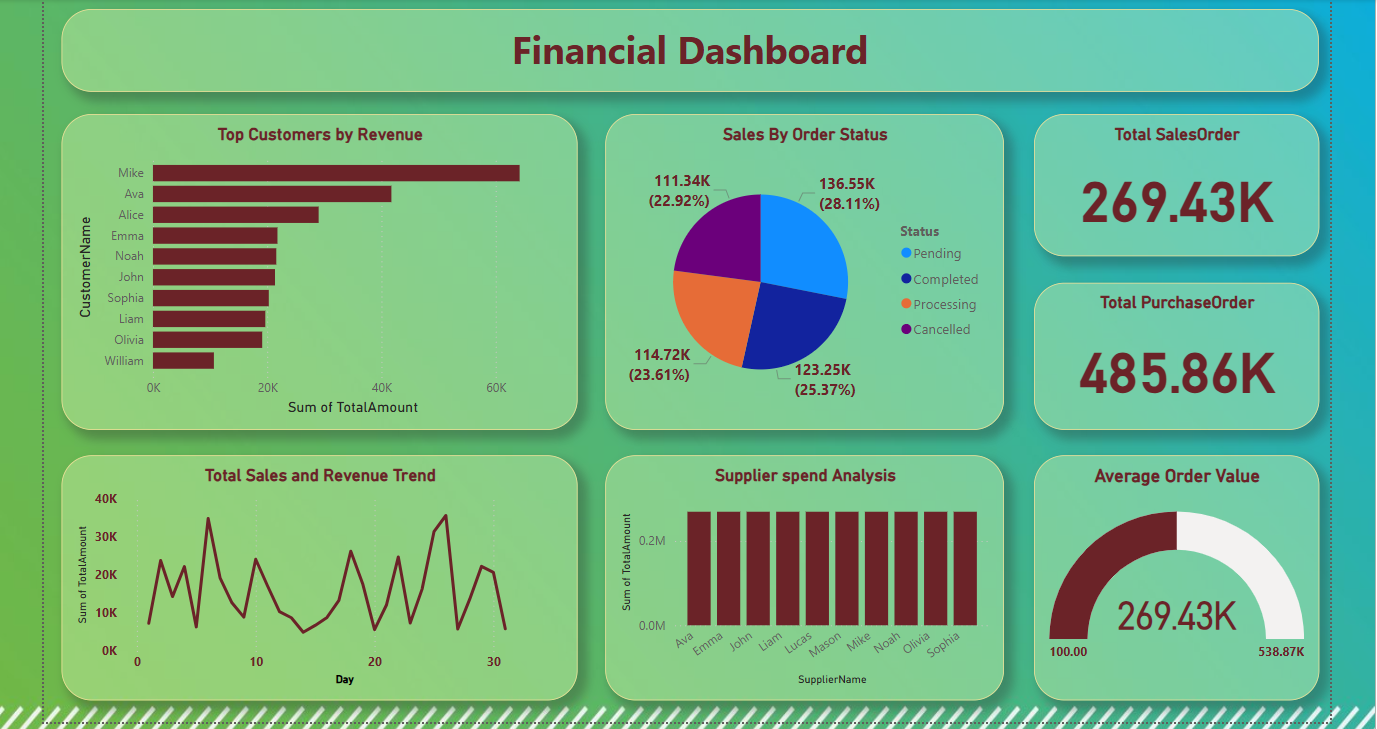 Financial Dashboard
Top Customers by Revenue
CustomerName
Mike
Ava
Alice
Emma
Noah
John
Sophia
Liam
Olivia
William
0K 20K 40K 60K
Sum of TotalAmount
Sales By Order Status
111.34K
(22.92%)
136.55K
(28.11%)
114.72K
(23.61%)
123.25K
(25.37%)
Status
Pending
Completed
Processing
Cancelled
Total SalesOrder
269.43K
Total PurchaseOrder
485.86K
Total Sales and Revenue Trend
Sum of TotalAmount
40K
30K
20K
10K
0K
0 10 20 30
Day
Supplier spend Analysis
Sum of TotalAmount
0.2M
0.0M
Ava Emma John Liam Lucas Mason Mike Noah Olivia Sophia
SupplierName
Average Order Value
269.43K
100.00 538.87K